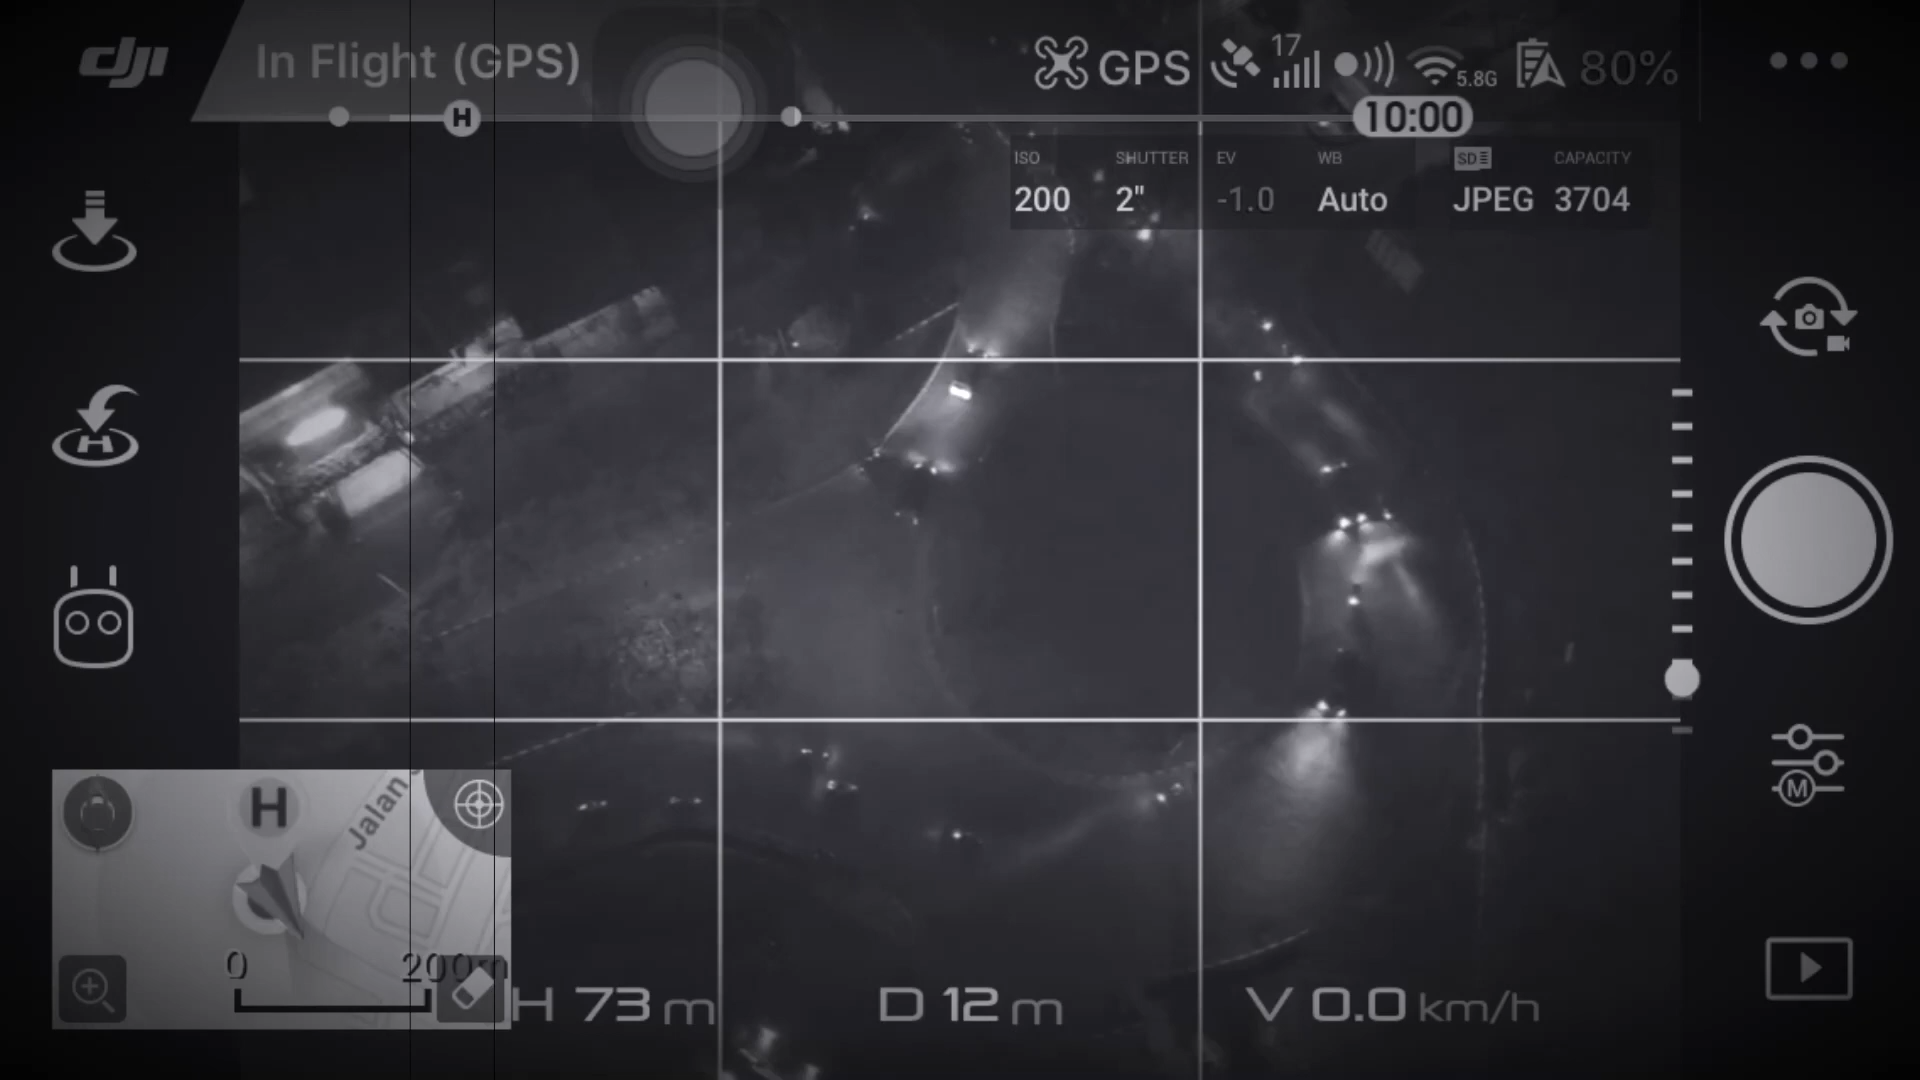 dji
In Flight (GPS)
GPS
17
5.8G
80%
H
10:00
ISO
200
SHUTTER
2"
EV
-1.0
WB
Auto
SD
JPEG
CAPACITY
3704
H
M
H
Jalan
0
200m
H 73 m
D 12 m
V 0.0 km/h